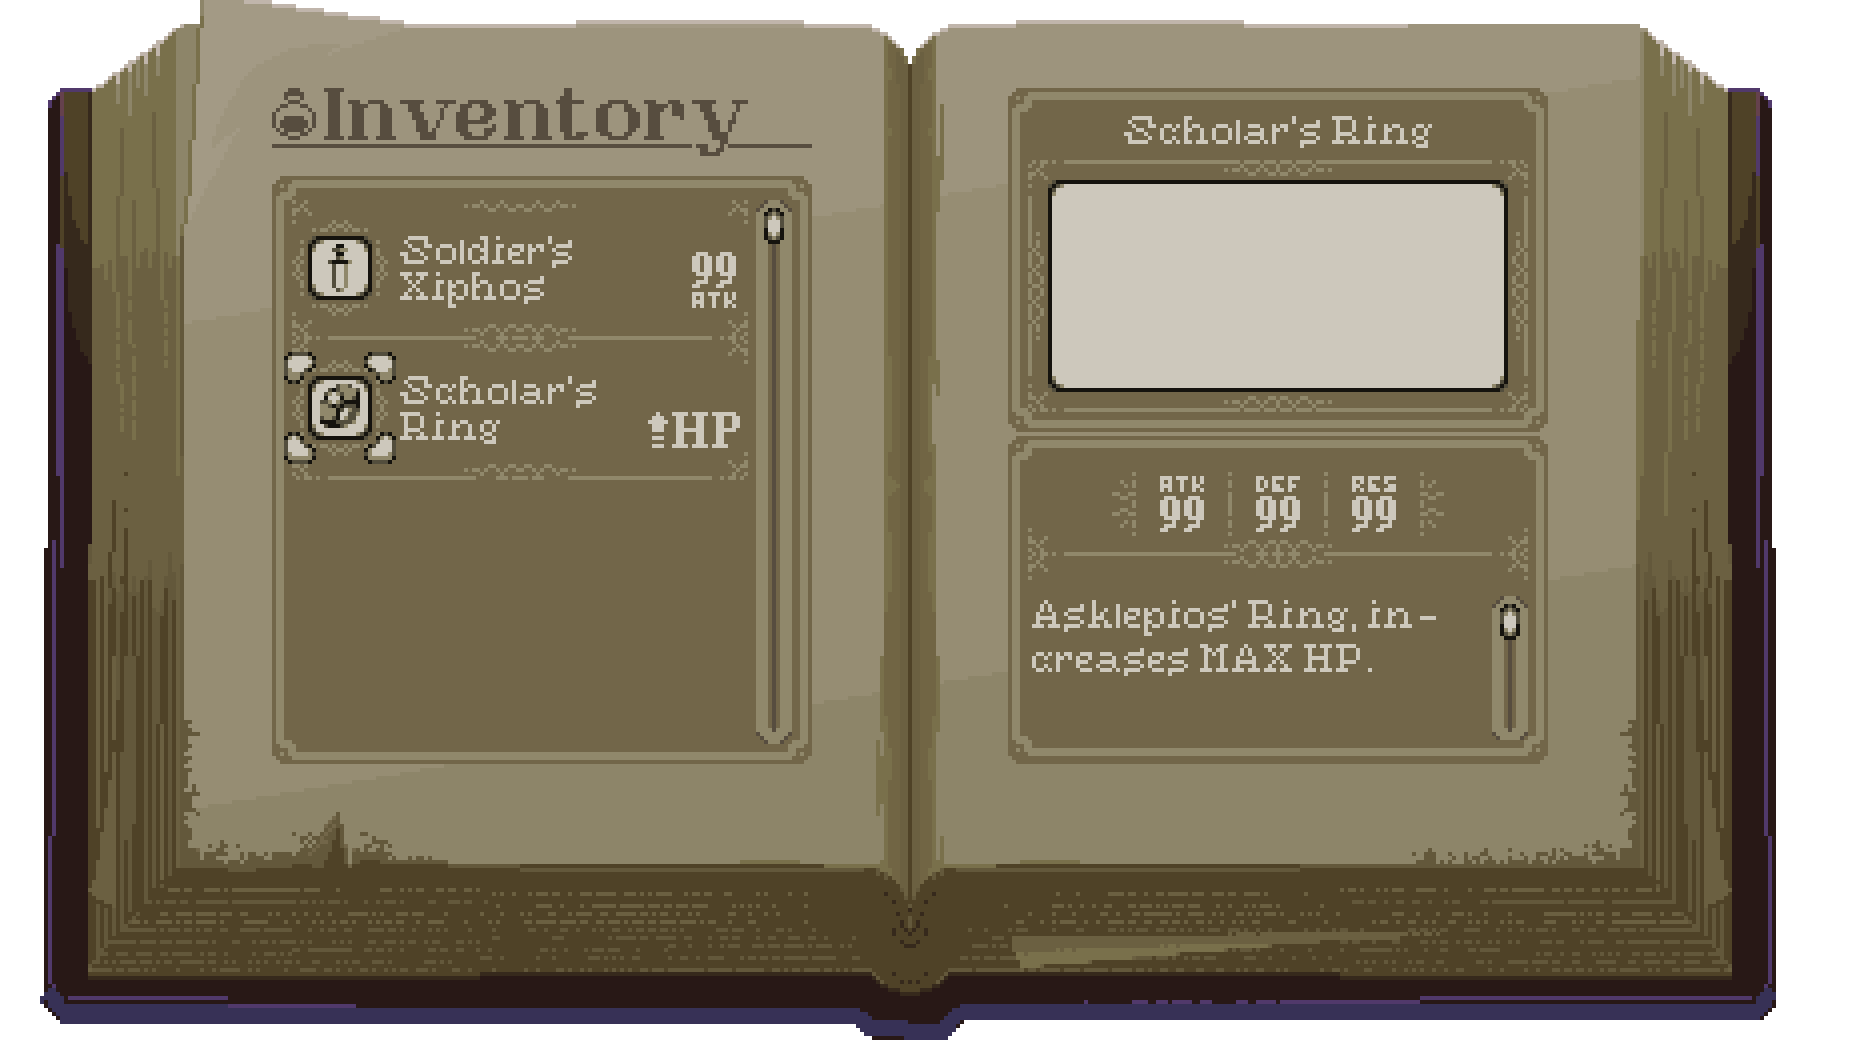 Inventory
Soldier's
Xiphos
99
ATK
Scholar's
Ring
HP
Scholar's Ring
ATK DEF RES
99 99 99
Asklepios' Ring, in-
creases MAX HP.